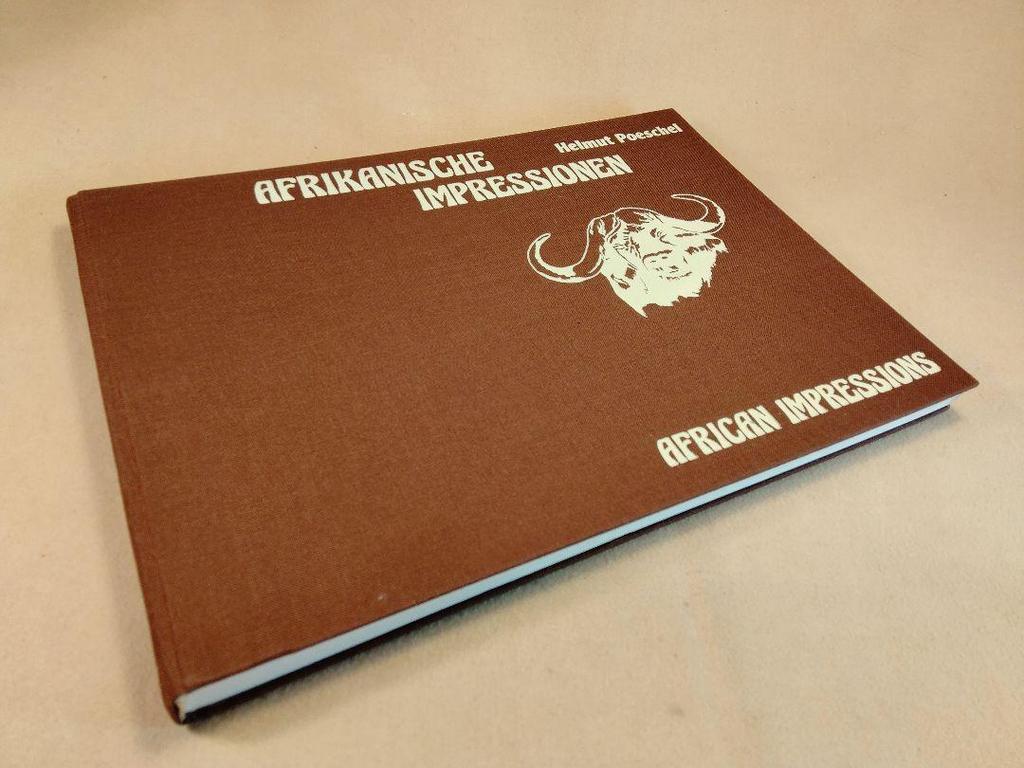 Helmut Poeschel
AFRIKANISCHE
IMPRESSIONEN
AFRICAN IMPRESSIONS